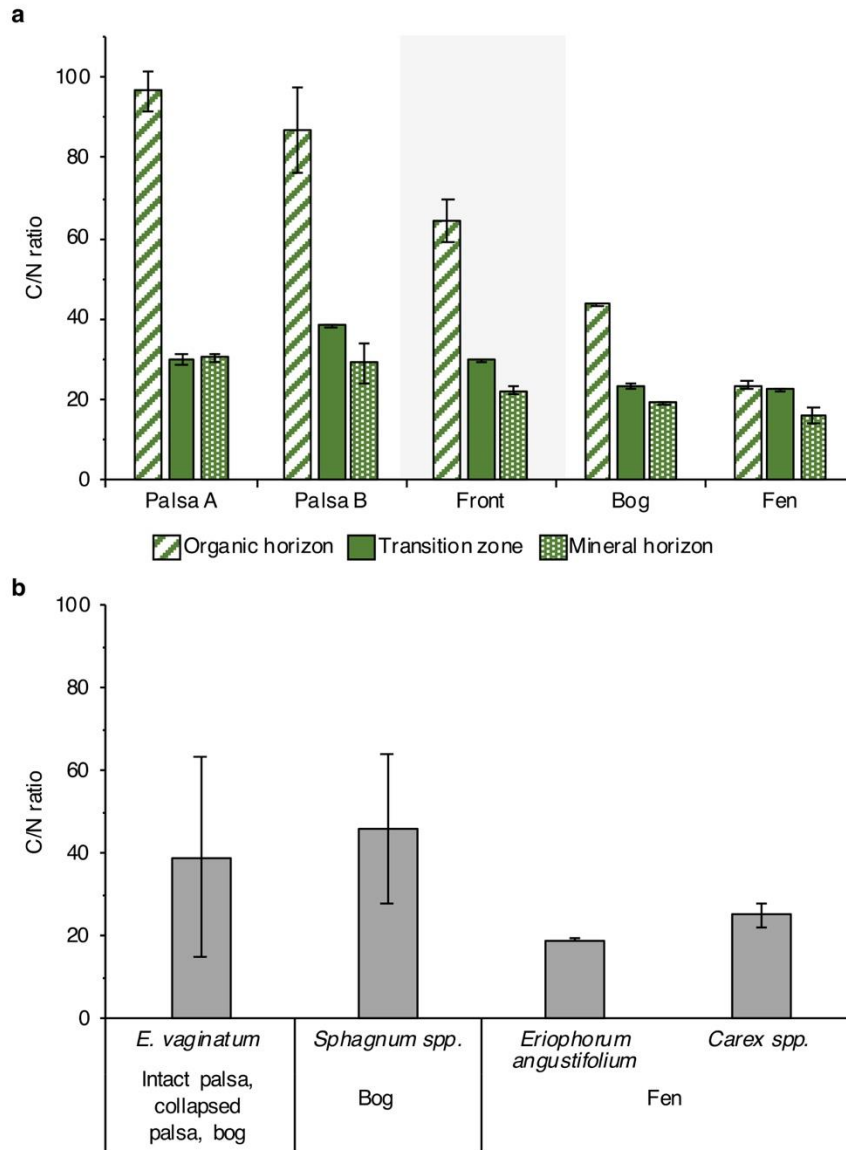 a
C/N ratio
100
80
60
40
20
0
Palsa A Palsa B Front Bog Fen
Organic horizon Transition zone Mineral horizon
b
C/N ratio
100
80
60
40
20
0
E. vaginatum Sphagnum spp. Eriophorum Carex spp.
angustifolium
Intact palsa, Bog Fen
collapsed
palsa, bog